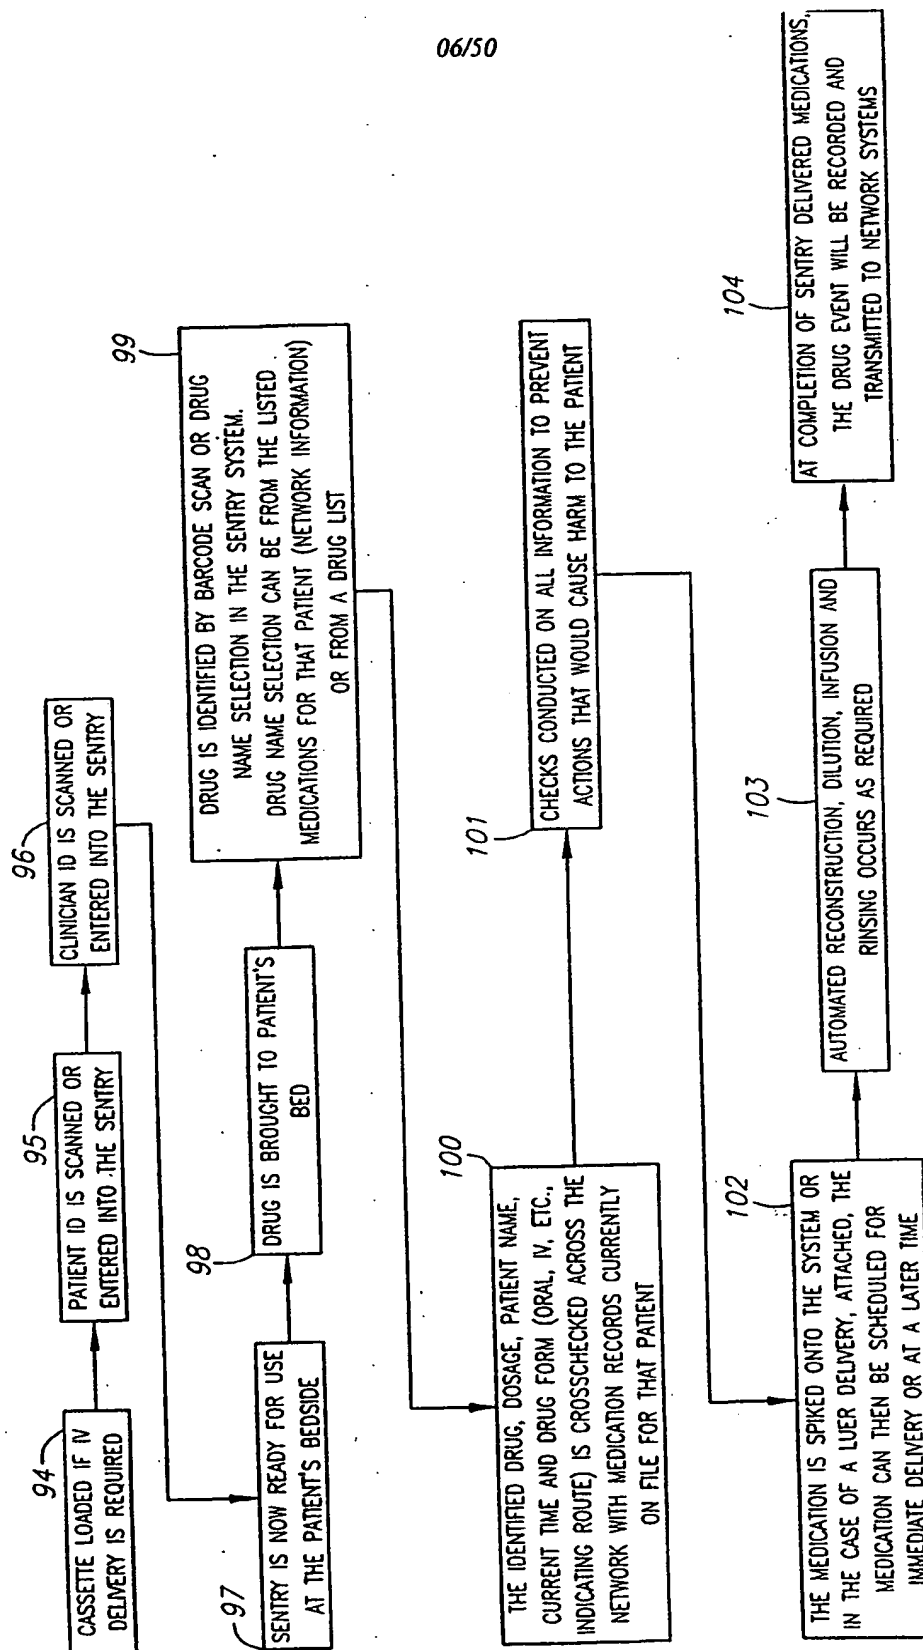 06/50
94
CASSETTE LOADED IF IV
DELIVERY IS REQUIRED
95
PATIENT ID IS SCANNED OR
ENTERED INTO THE SENTRY
96
CLINICIAN ID IS SCANNED OR
ENTERED INTO THE SENTRY
97
SENTRY IS NOW READY FOR USE
AT THE PATIENT'S BEDSIDE
98
DRUG IS BROUGHT TO PATIENT'S
BED
99
DRUG IS IDENTIFIED BY BARCODE SCAN OR DRUG
NAME SELECTION IN THE SENTRY SYSTEM.
DRUG NAME SELECTION CAN BE FROM THE LISTED
MEDICATIONS FOR THAT PATIENT (NETWORK INFORMATION)
OR FROM A DRUG LIST
100
THE IDENTIFIED DRUG, DOSAGE, PATIENT NAME,
CURRENT TIME AND DRUG FORM (ORAL, IV, ETC.,
INDICATING ROUTE) IS CROSSCHECKED ACROSS THE
NETWORK WITH MEDICATION RECORDS CURRENTLY
ON FILE FOR THAT PATIENT
101
CHECKS CONDUCTED ON ALL INFORMATION TO PREVENT
ACTIONS THAT WOULD CAUSE HARM TO THE PATIENT
102
THE MEDICATION IS SPIKED ONTO THE SYSTEM OR
IN THE CASE OF A LUER DELIVERY, ATTACHED, THE
MEDICATION CAN THEN BE SCHEDULED FOR
IMMEDIATE DELIVERY OR AT A LATER TIME
103
AUTOMATED RECONSTRUCTION, DILUTION, INFUSION AND
RINSING OCCURS AS REQUIRED
104
AT COMPLETION OF SENTRY DELIVERED MEDICATIONS,
THE DRUG EVENT WILL BE RECORDED AND
TRANSMITTED TO NETWORK SYSTEMS